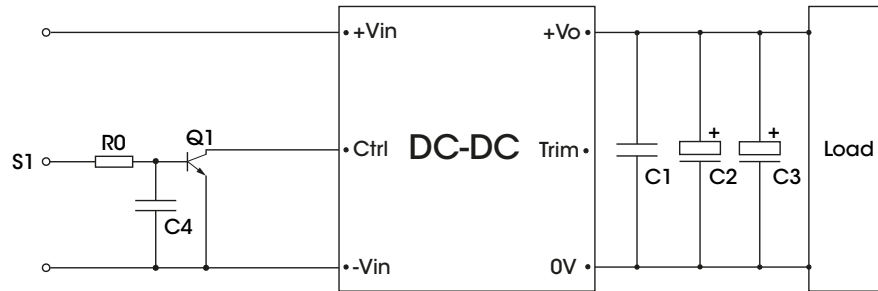 +Vin
+Vo
R0
Q1
S1
Ctrl
DC-DC
Trim
Load
+
+
C1
C2
C3
C4
-Vin
0V